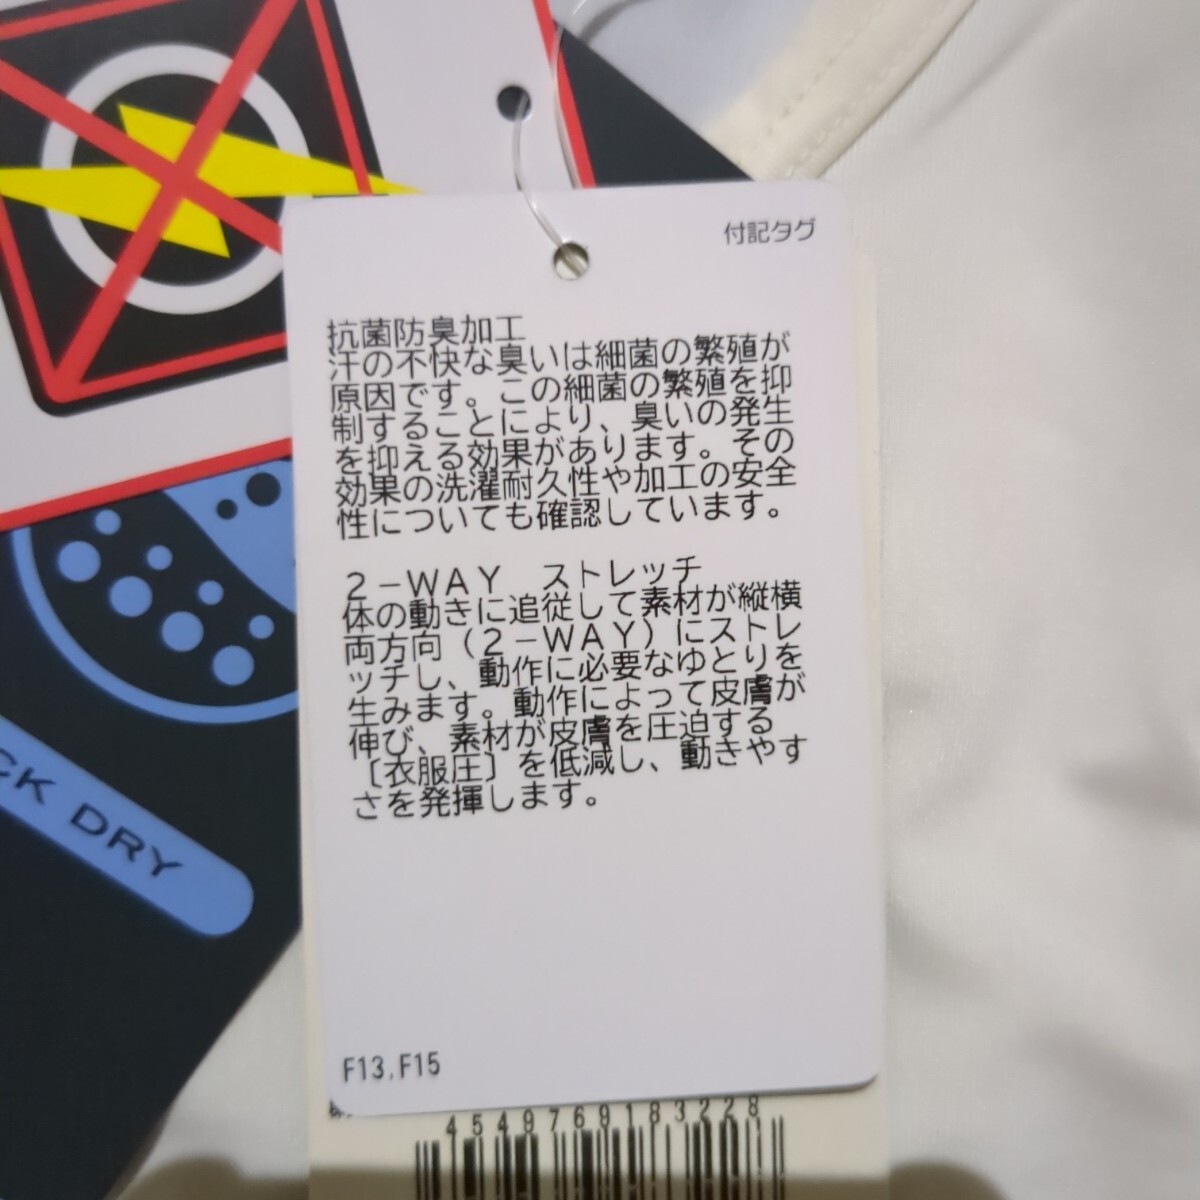 付記タグ
抗菌防臭加工
汗の不快な臭いは細菌の繁殖が
原因です。この細菌の繁殖を抑
制することにより、臭いの発生
を抑える効果があります。その
効果の洗濯耐久性や加工の安全
性についても確認しています。
2-WAY ストレッチ
体の動きに追従して素材が縦横
両方向(2-WAY)にストレ
ッチし、動作に必要なゆとりを
生みます。動作によって皮膚が
伸び、素材が皮膚を圧迫する
[衣服圧]を低減し、動きやす
さを発揮します。
CK DRY
F13,F15
4549769183228